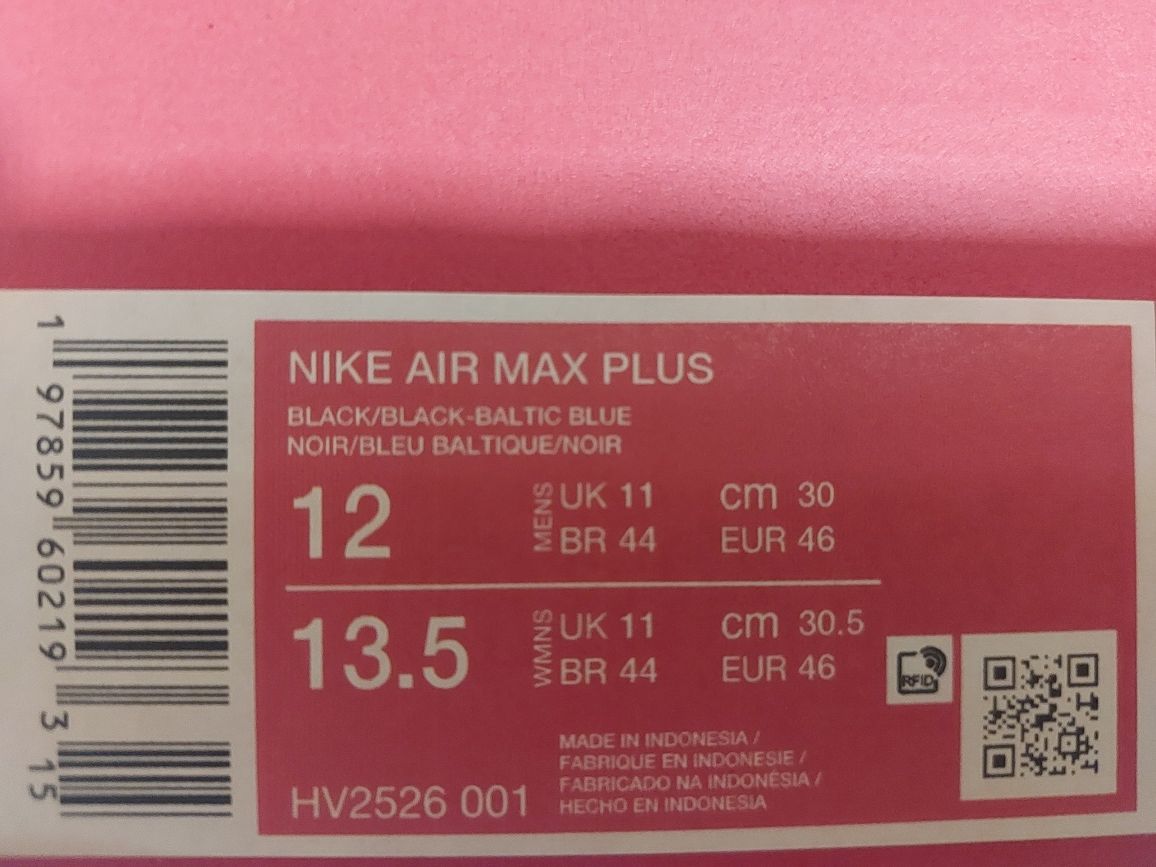 1 97859 60219 3 15
NIKE AIR MAX PLUS
BLACK/BLACK-BALTIC BLUE
NOIR/BLEU BALTIQUE/NOIR
12 MENS UK 11 cm 30
BR 44 EUR 46
13.5 WMNS UK 11 cm 30.5
BR 44 EUR 46
RFID
MADE IN INDONESIA /
FABRIQUE EN INDONESIE /
FABRICADO NA INDONÉSIA /
HECHO EN INDONESIA
HV2526 001